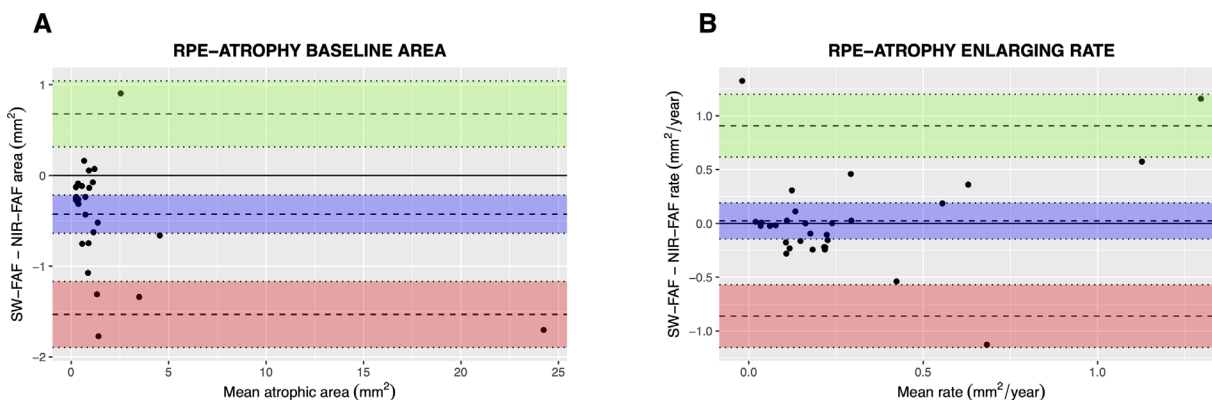 A
RPE−ATROPHY BASELINE AREA
SW−FAF − NIR−FAF area (mm²)
1
0
−1
−2
0
5
10
15
20
25
Mean atrophic area (mm²)
B
RPE−ATROPHY ENLARGING RATE
SW−FAF − NIR−FAF rate (mm²/year)
1.0
0.5
0.0
−0.5
−1.0
0.0
0.5
1.0
Mean rate (mm²/year)